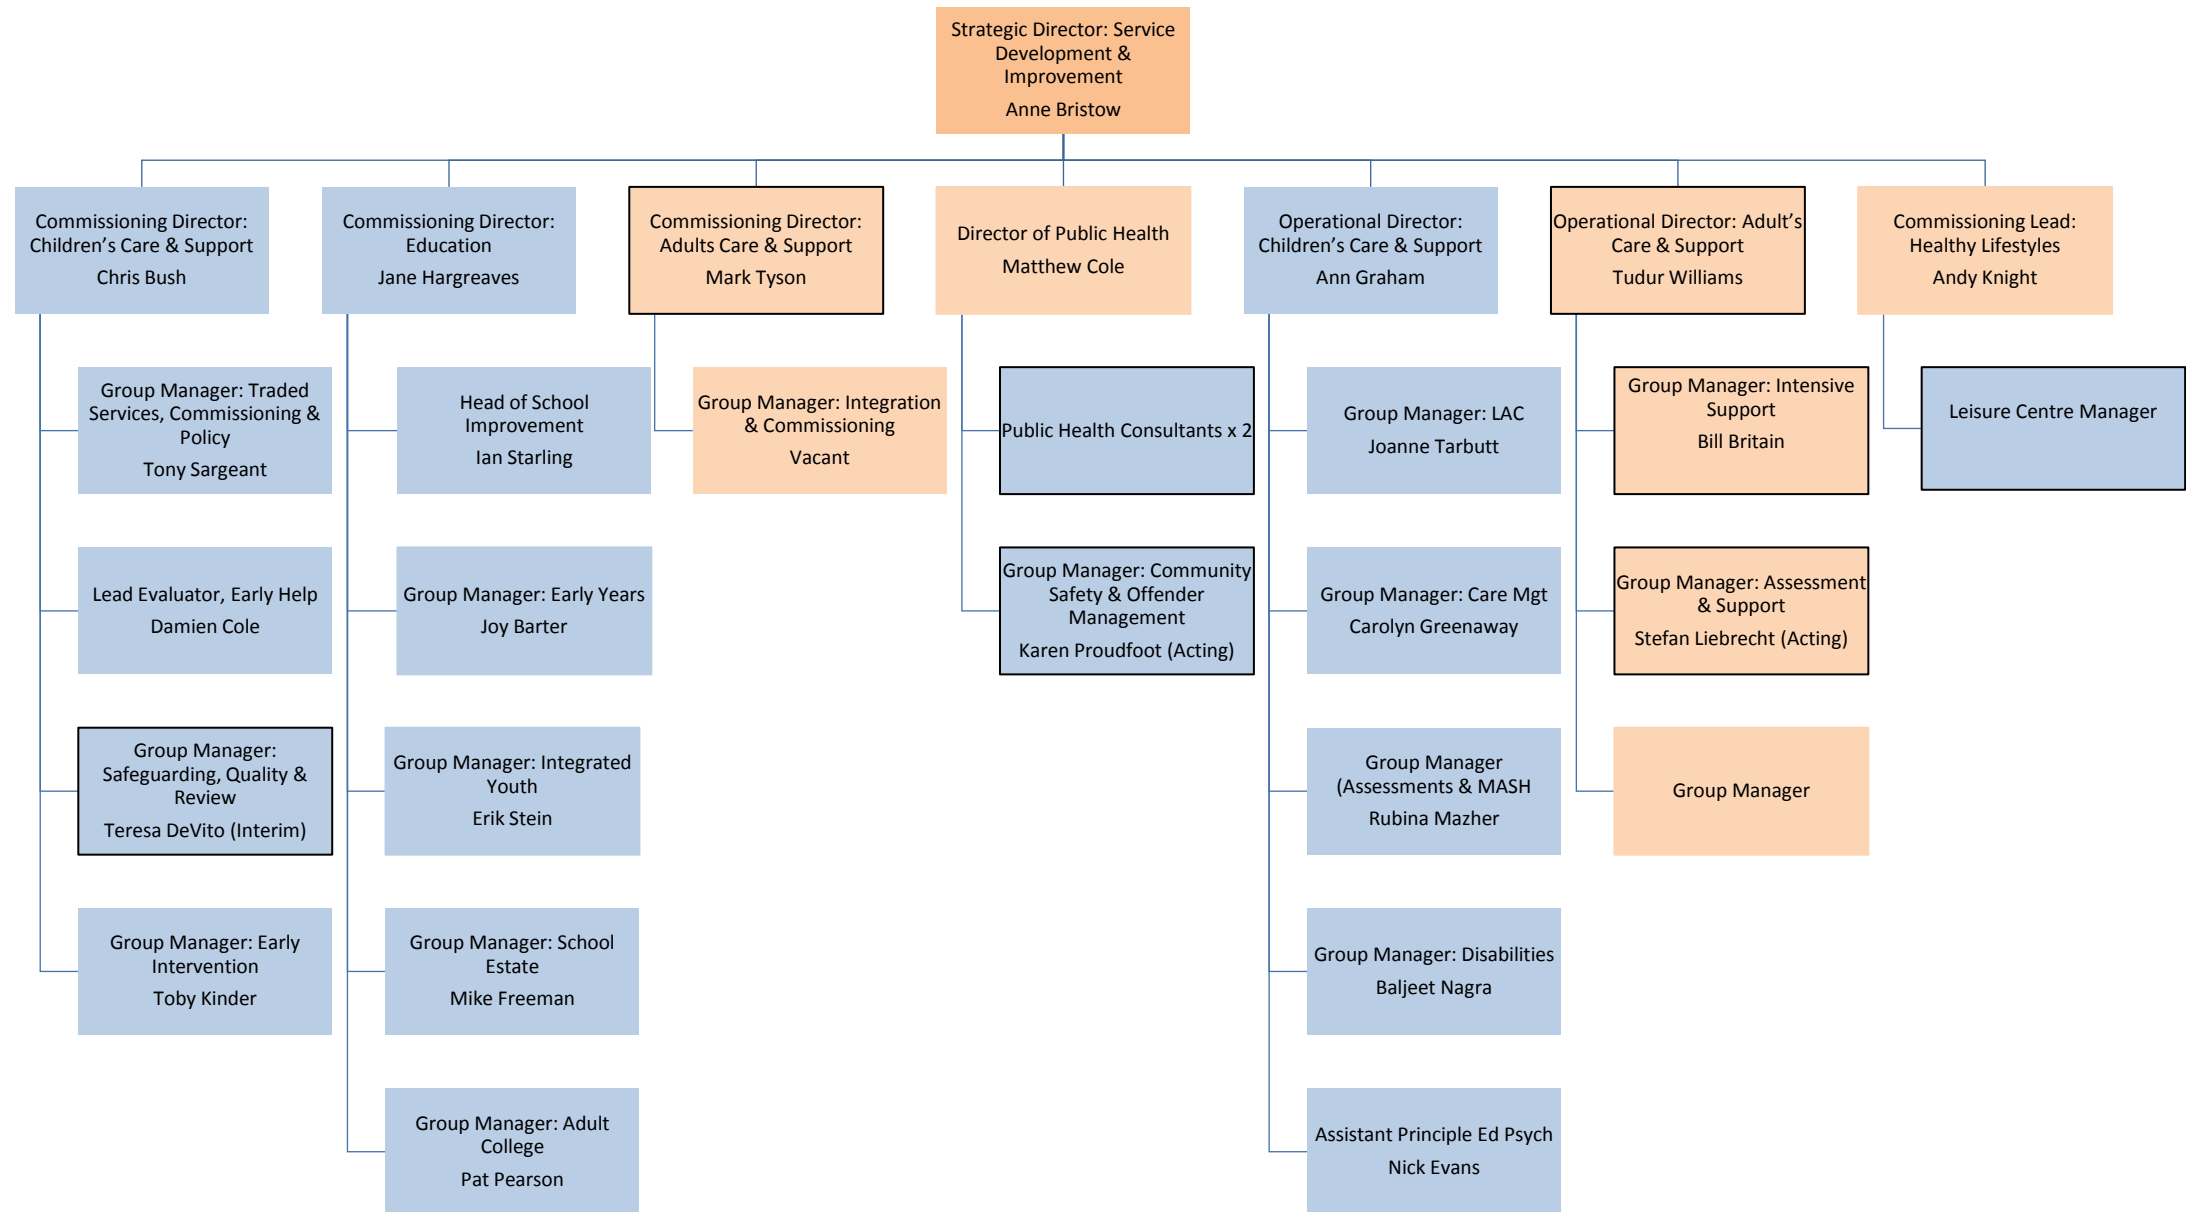 Strategic Director: Service
Development &
Improvement
Anne Bristow
Commissioning Director:
Children’s Care & Support
Chris Bush
Commissioning Director:
Education
Jane Hargreaves
Commissioning Director:
Adults Care & Support
Mark Tyson
Director of Public Health
Matthew Cole
Operational Director:
Children’s Care & Support
Ann Graham
Operational Director: Adult’s
Care & Support
Tudur Williams
Commissioning Lead:
Healthy Lifestyles
Andy Knight
Group Manager: Traded
Services, Commissioning &
Policy
Tony Sargeant
Head of School
Improvement
Ian Starling
Group Manager: Integration
& Commissioning
Vacant
Public Health Consultants x 2
Group Manager: LAC
Joanne Tarbutt
Group Manager: Intensive
Support
Bill Britain
Leisure Centre Manager
Lead Evaluator, Early Help
Damien Cole
Group Manager: Early Years
Joy Barter
Group Manager: Community
Safety & Offender
Management
Karen Proudfoot (Acting)
Group Manager: Care Mgt
Carolyn Greenaway
Group Manager: Assessment
& Support
Stefan Liebrecht (Acting)
Group Manager:
Safeguarding, Quality &
Review
Teresa DeVito (Interim)
Group Manager: Integrated
Youth
Erik Stein
Group Manager
(Assessments & MASH
Rubina Mazher
Group Manager
Group Manager: Early
Intervention
Toby Kinder
Group Manager: School
Estate
Mike Freeman
Group Manager: Disabilities
Baljeet Nagra
Group Manager: Adult
College
Pat Pearson
Assistant Principle Ed Psych
Nick Evans